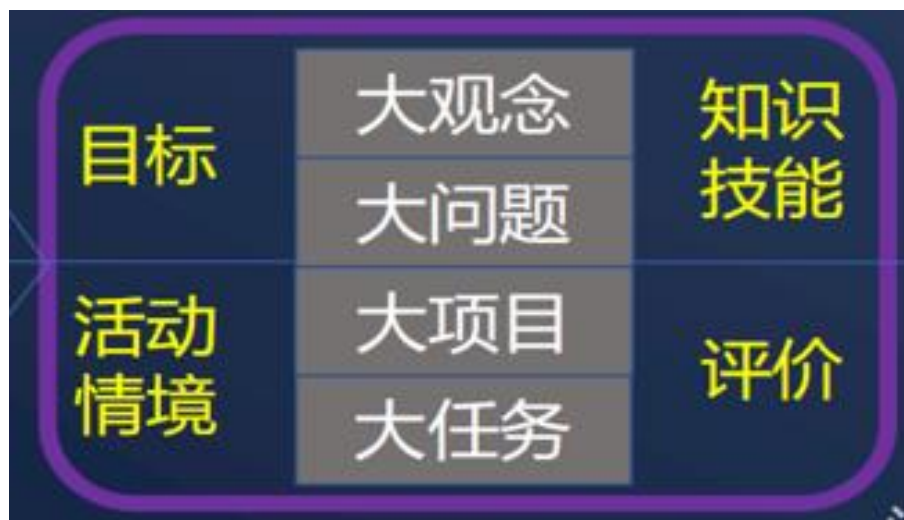 目标
大观念
大问题
知识
技能
活动
情境
大项目
大任务
评价